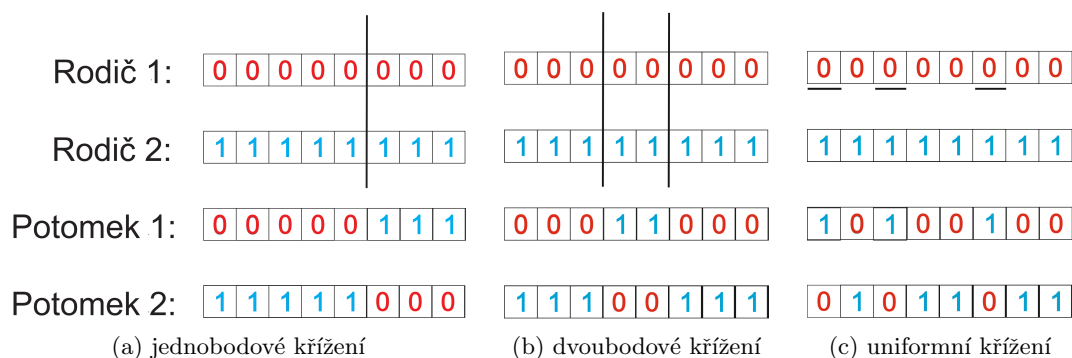 Rodič 1: 0 0 0 0 0 0 0 0 0 0 0 0 0 0 0 0 0 0 0 0 0 0 0 0
Rodič 2: 1 1 1 1 1 1 1 1 1 1 1 1 1 1 1 1 1 1 1 1 1 1 1 1
Potomek 1: 0 0 0 0 0 1 1 1 0 0 0 1 1 0 0 0 1 0 1 0 0 1 0 0
Potomek 2: 1 1 1 1 1 0 0 0 1 1 1 0 0 1 1 1 0 1 0 1 1 0 1 1
(a) jednobodové křížení (b) dvoubodové křížení (c) uniformní křížení